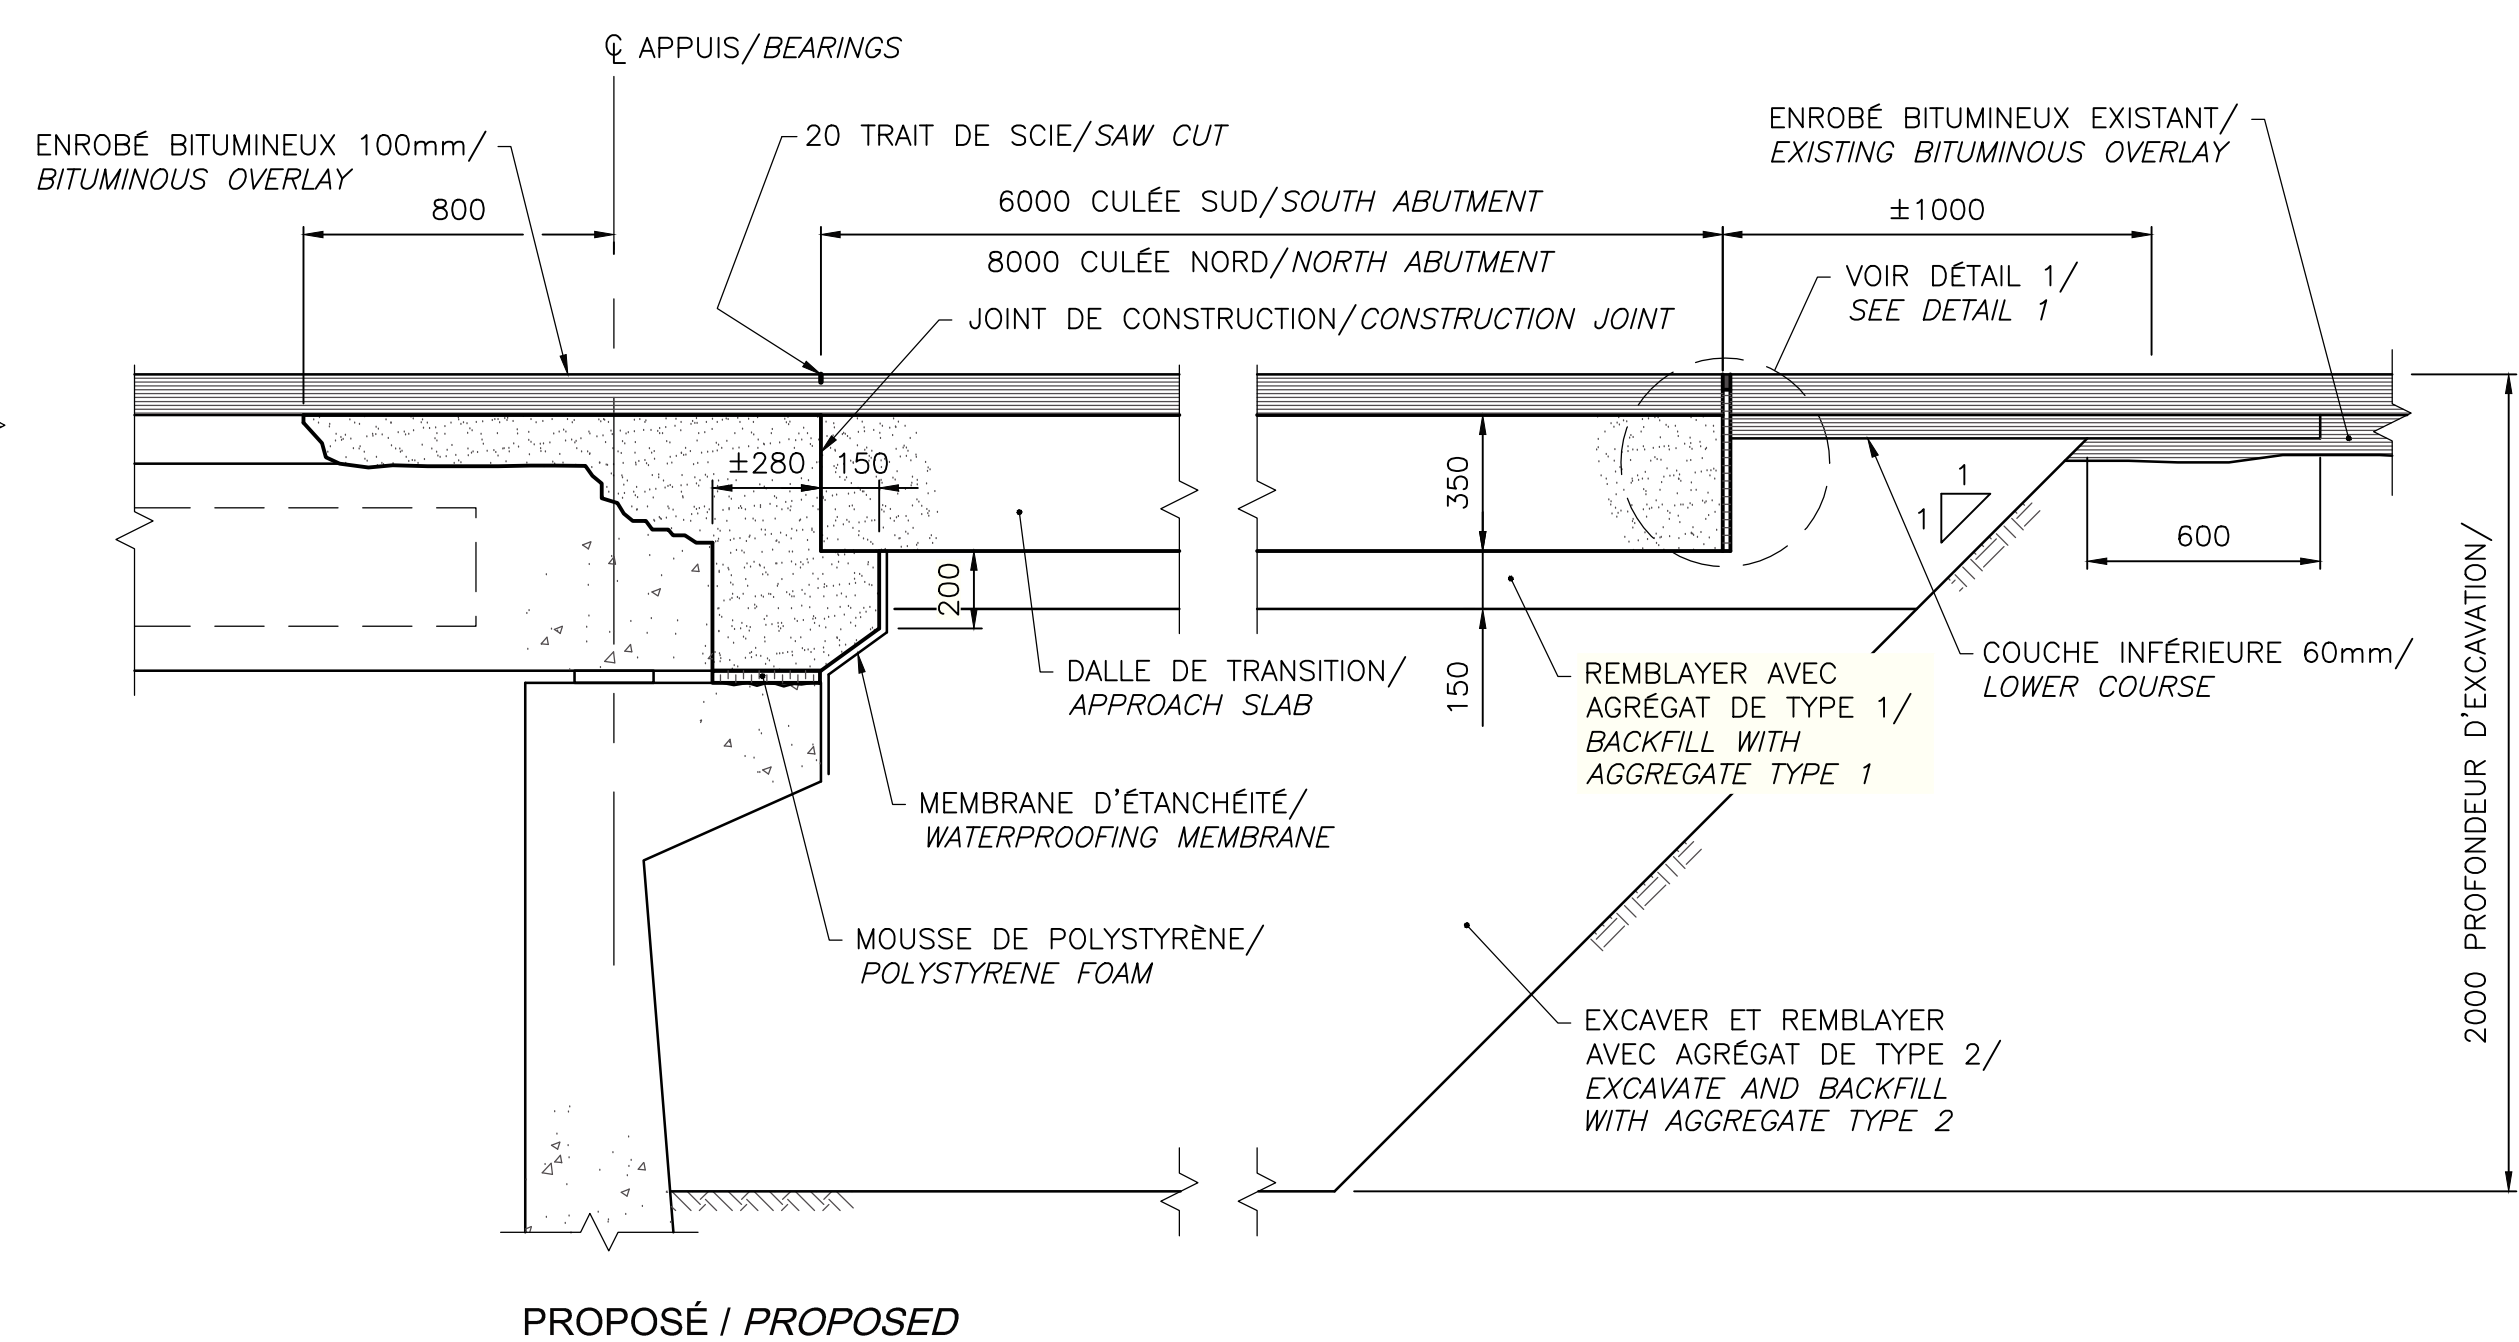 ℄ APPUIS/BEARINGS
ENROBÉ BITUMINEUX 100mm/
BITUMINOUS OVERLAY
800
20 TRAIT DE SCIE/SAW CUT
6000 CULÉE SUD/SOUTH ABUTMENT
8000 CULÉE NORD/NORTH ABUTMENT
JOINT DE CONSTRUCTION/CONSTRUCTION JOINT
ENROBÉ BITUMINEUX EXISTANT/
EXISTING BITUMINOUS OVERLAY
±1000
VOIR DÉTAIL 1/
SEE DETAIL 1
±280
150
350
200
150
1
1
600
DALLE DE TRANSITION/
APPROACH SLAB
REMBLAYER AVEC
AGRÉGAT DE TYPE 1/
BACKFILL WITH
AGGREGATE TYPE 1
COUCHE INFÉRIEURE 60mm/
LOWER COURSE
MEMBRANE D'ÉTANCHÉITÉ/
WATERPROOFING MEMBRANE
MOUSSE DE POLYSTYRÈNE/
POLYSTYRENE FOAM
EXCAVER ET REMBLAYER
AVEC AGRÉGAT DE TYPE 2/
EXCAVATE AND BACKFILL
WITH AGGREGATE TYPE 2
2000 PROFONDEUR D'EXCAVATION/
PROPOSÉ / PROPOSED